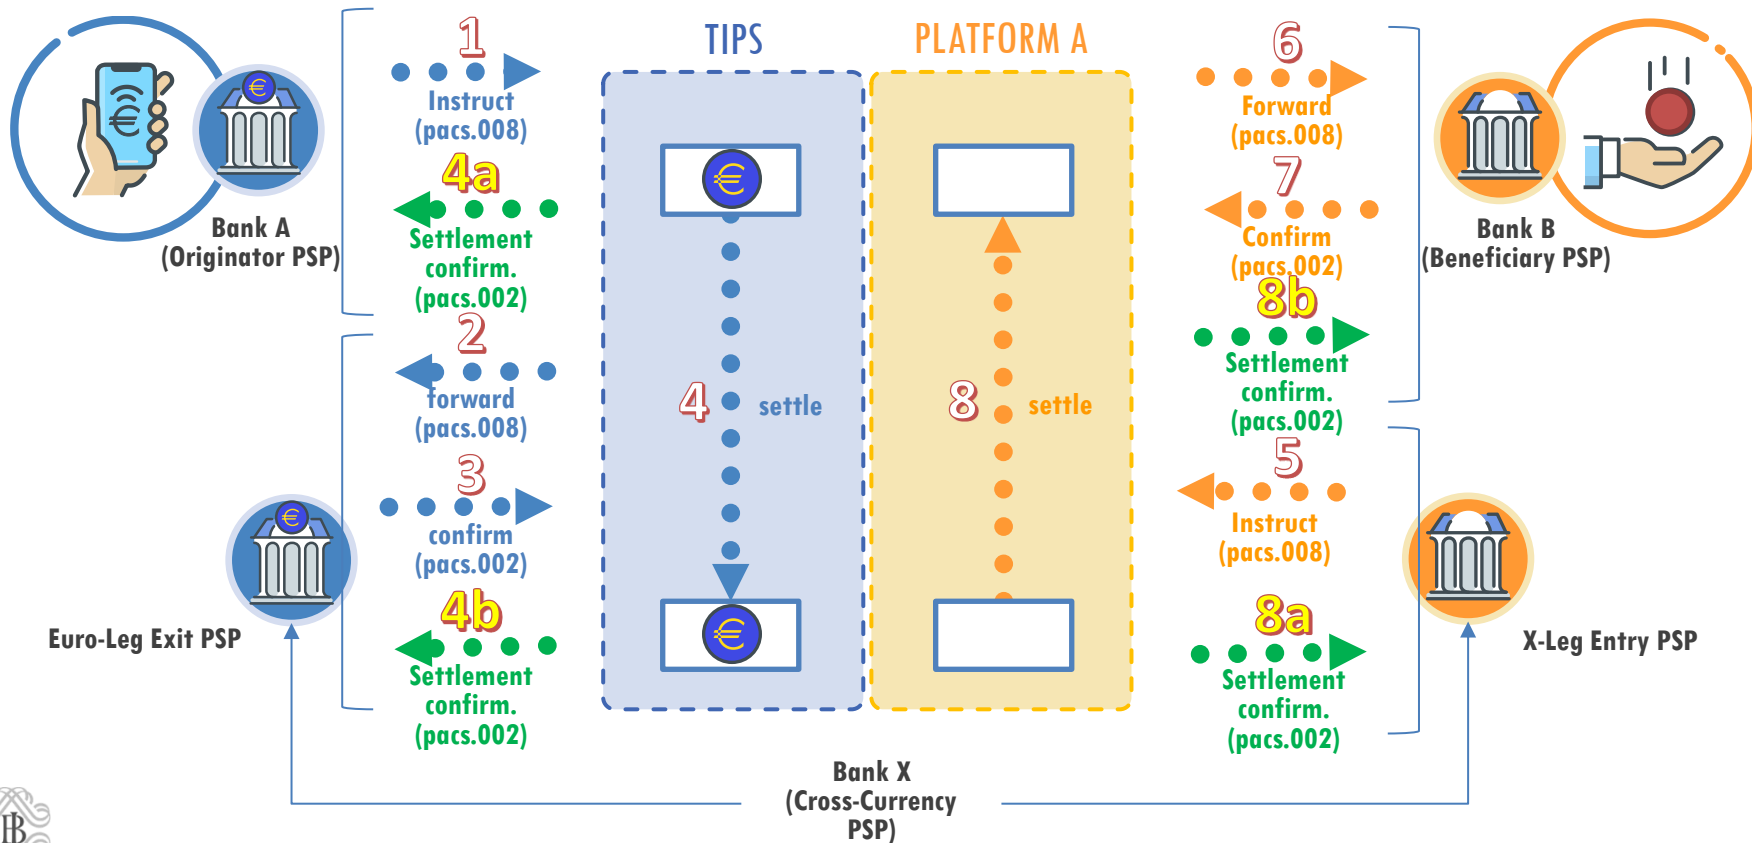 TIPS
PLATFORM A
1
Instruct
(pacs.008)
4a
Settlement
confirm.
(pacs.002)
Bank A
(Originator PSP)
2
forward
(pacs.008)
3
confirm
(pacs.002)
4b
Settlement
confirm.
(pacs.002)
Euro-Leg Exit PSP
€
€
€
€
€
4
settle
8
settle
6
Forward
(pacs.008)
7
Confirm
(pacs.002)
8b
Settlement
confirm.
(pacs.002)
Bank B
(Beneficiary PSP)
5
Instruct
(pacs.008)
8a
Settlement
confirm.
(pacs.002)
X-Leg Entry PSP
Bank X
(Cross-Currency
PSP)